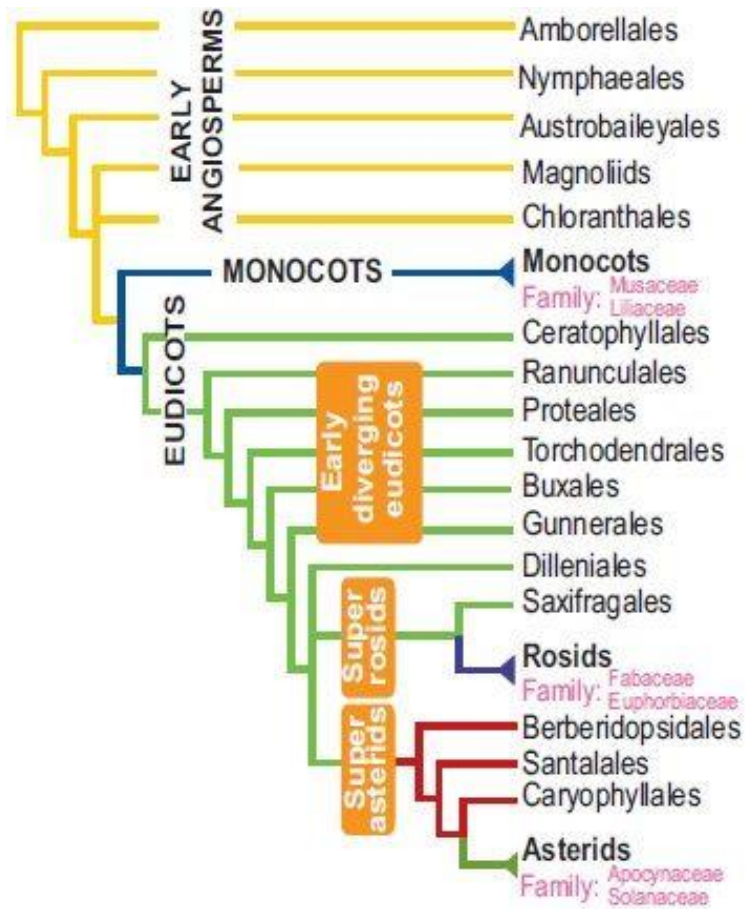 Amborellales
Nymphaeales
EARLY
ANGIOSPERMS
Austrobaileyales
Magnoliids
Chloranthales
MONOCOTS
Monocots
Family: Musaceae
Liliaceae
EUDICOTS
Ceratophyllales
Ranunculales
Early
diverging
eudicots
Proteales
Torchodendrales
Buxales
Gunnerales
Dilleniales
Super
rosids
Saxifragales
Rosids
Family: Fabaceae
Euphorbiaceae
Super
asterids
Berberidopsidales
Santalales
Caryophyllales
Asterids
Family: Apocynaceae
Solanaceae